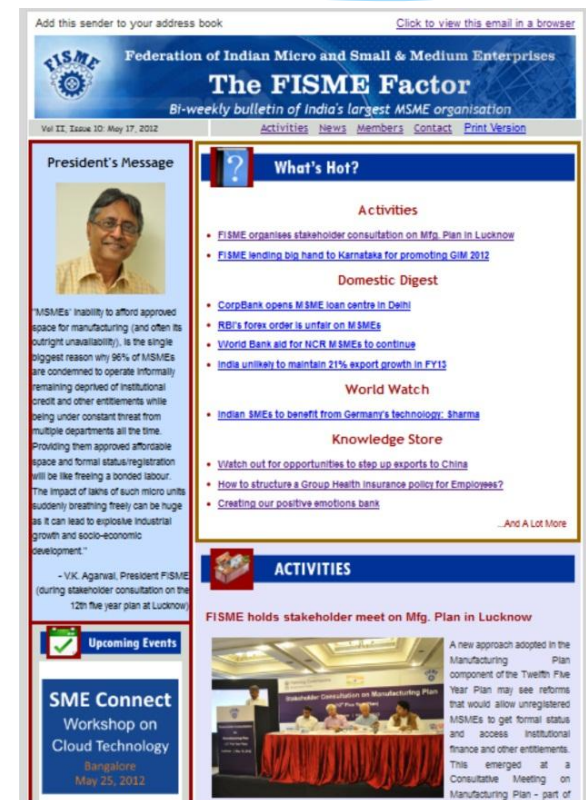 Add this sender to your address book
Click to view this email in a browser
FISME
Federation of Indian Micro and Small & Medium Enterprises
The FISME Factor
Bi-weekly bulletin of India's largest MSME organisation
Vol II, Issue 10: May 17, 2012
Activities News Members Contact Print Version
President's Message
"MSMEs' inability to afford approved
space for manufacturing (and often its
outright unavailability), is the single
biggest reason why 96% of MSMEs
are condemned to operate informally
remaining deprived of institutional
credit and other entitlements while
being under constant threat from
multiple departments all the time.
Providing them approved affordable
space and formal status/registration
will be like freeing a bonded labour.
The impact of lakhs of such micro units
suddenly breathing freely can be huge
as it can lead to explosive industrial
growth and socio-economic
development."
- V.K. Agarwal, President FISME
(during stakeholder consultation on the
12th five year plan at Lucknow)
Upcoming Events
SME Connect
Workshop on
Cloud Technology
Bangalore
May 25, 2012
?
What's Hot?
Activities
• FISME organises stakeholder consultation on Mfg. Plan in Lucknow
• FISME lending big hand to Karnataka for promoting GIM 2012
Domestic Digest
• CorpBank opens MSME loan centre in Delhi
• RBI's forex order is unfair on MSMEs
• World Bank aid for NCR MSMEs to continue
• India unlikely to maintain 21% export growth in FY13
World Watch
• Indian SMEs to benefit from Germany's technology: Sharma
Knowledge Store
• Watch out for opportunities to step up exports to China
• How to structure a Group Health Insurance policy for Employees?
• Creating our positive emotions bank
...And A Lot More
ACTIVITIES
FISME holds stakeholder meet on Mfg. Plan in Lucknow
Stakeholder Consultation on Manufacturing Plan
A new approach adopted in the
Manufacturing Plan
component of the Twelfth Five
Year Plan may see reforms
that would allow unregistered
MSMEs to get formal status
and access institutional
finance and other entitlements.
This emerged at a
Consultative Meeting on
Manufacturing Plan - part of